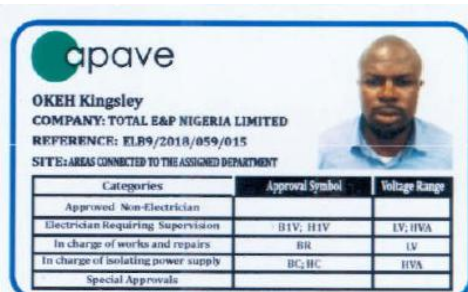 apave
OKEH Kingsley
COMPANY: TOTAL E&P NIGERIA LIMITED
REFERENCE: ELB9/2018/059/015
SITE: AREAS CONNECTED TO THE ASSIGNED DEPARTMENT
Categories Approval Symbol Voltage Range
Approved Non-Electrician
Electrician Requiring Supervision B1V; H1V LV; HVA
In charge of works and repairs BR LV
In charge of isolating power supply BC; HC HVA
Special Approvals